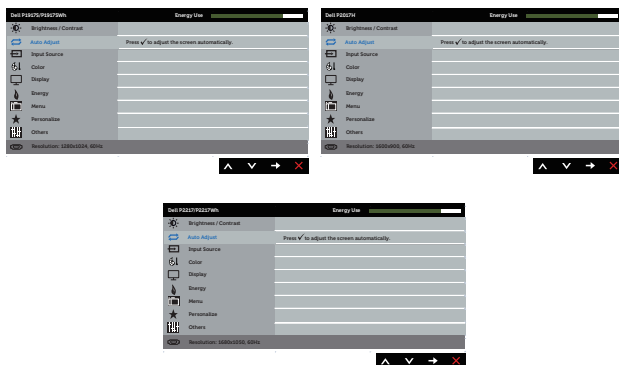 Dell P1917S/P1917SWh Energy Use
Brightness / Contrast
Auto Adjust Press ✓ to adjust the screen automatically.
Input Source
Color
Display
Energy
Menu
Personalize
Others
Resolution: 1280x1024, 60Hz
Dell P2017H Energy Use
Brightness / Contrast
Auto Adjust Press ✓ to adjust the screen automatically.
Input Source
Color
Display
Energy
Menu
Personalize
Others
Resolution: 1600x900, 60Hz
Dell P2217/P2217Wh Energy Use
Brightness / Contrast
Auto Adjust Press ✓ to adjust the screen automatically.
Input Source
Color
Display
Energy
Menu
Personalize
Others
Resolution: 1680x1050, 60Hz